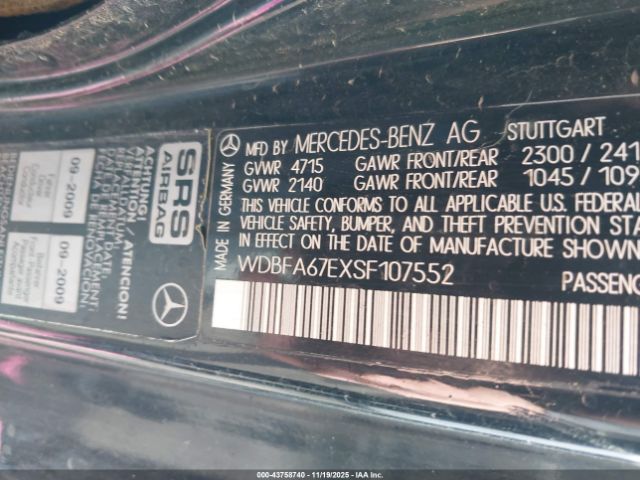 MFD BY MERCEDES-BENZ AG STUTTGART
GVWR 4715 GAWR FRONT/REAR 2300 / 241
GVWR 2140 GAWR FRONT/REAR 1045 / 109
THIS VEHICLE CONFORMS TO ALL APPLICABLE U.S. FEDERAL
VEHICLE SAFETY, BUMPER, AND THEFT PREVENTION STA
IN EFFECT ON THE DATE OF MANUFACTURE SHOWN
WDBFA67EXSF107552 PASSENG
MADE IN GERMANY
SRS
AIRBAG
ACHTUNG
ATTENTION / ATENCION!
09-2009
09-2009
000-43758740 - 11/19/2025 - IAA, Inc.